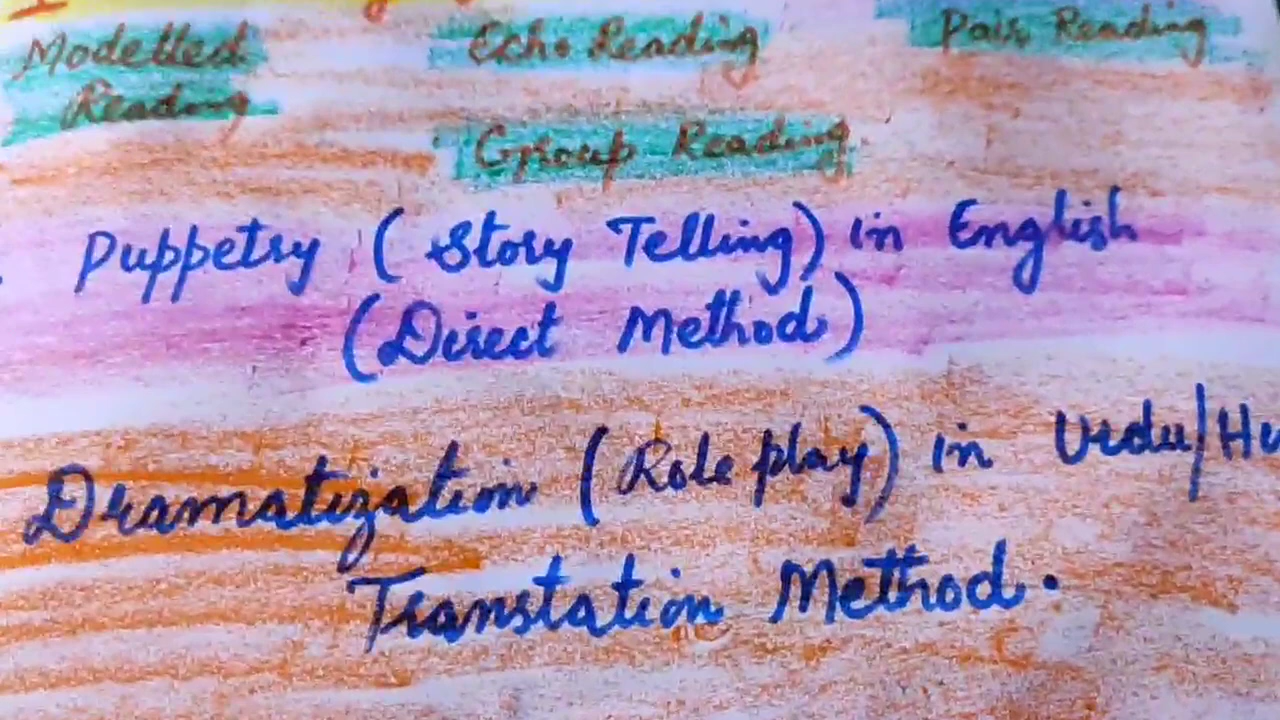 Modelled Echo Reading Pair Reading
Reading
Group Reading
Puppetry (Story Telling) in English
(Direct Method)
Dramatization (Role play) in Urdu/
Translation Method.